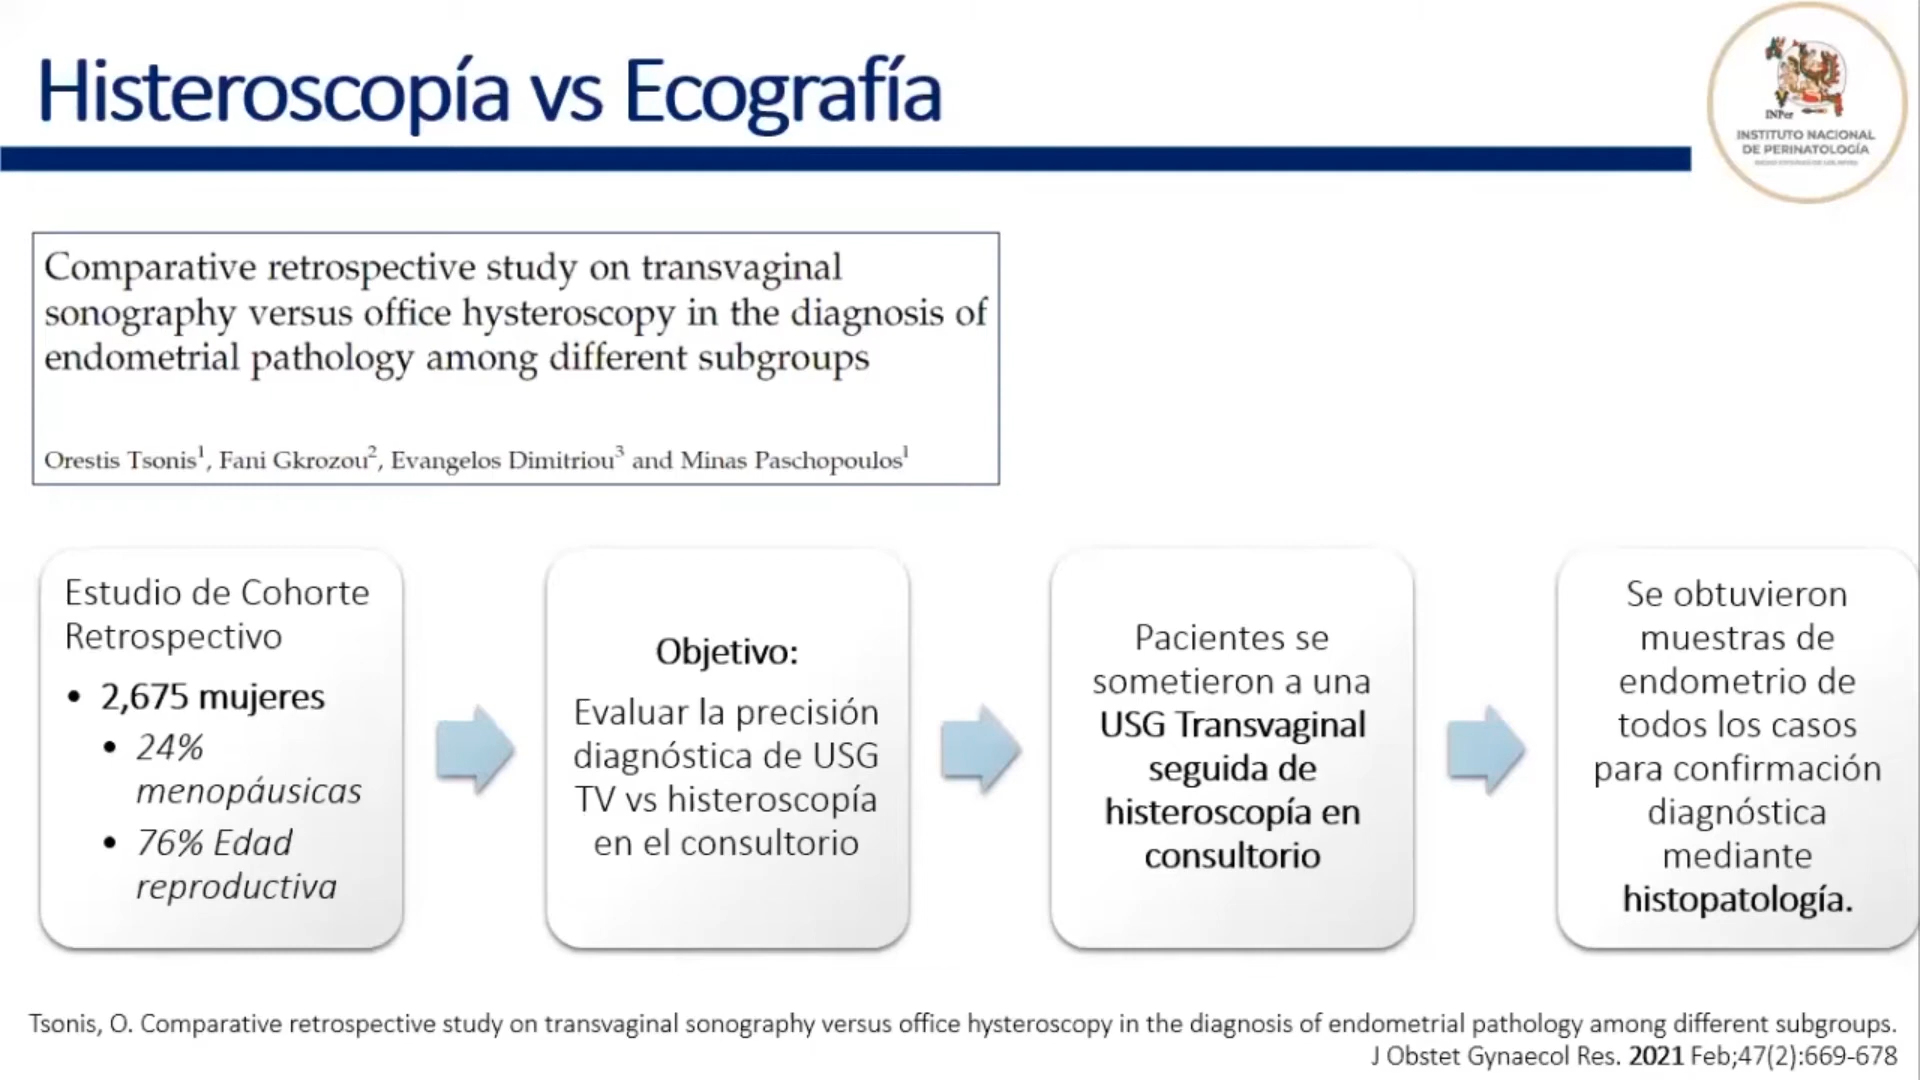 Histeroscopía vs Ecografía
INPer
INSTITUTO NACIONAL
DE PERINATOLOGÍA
Comparative retrospective study on transvaginal
sonography versus office hysteroscopy in the diagnosis of
endometrial pathology among different subgroups
Orestis Tsonis¹, Fani Gkrozou², Evangelos Dimitriou³ and Minas Paschopoulos¹
Estudio de Cohorte
Retrospectivo
• 2,675 mujeres
• 24%
menopáusicas
• 76% Edad
reproductiva
Objetivo:
Evaluar la precisión
diagnóstica de USG
TV vs histeroscopía
en el consultorio
Pacientes se
sometieron a una
USG Transvaginal
seguida de
histeroscopía en
consultorio
Se obtuvieron
muestras de
endometrio de
todos los casos
para confirmación
diagnóstica
mediante
histopatología.
Tsonis, O. Comparative retrospective study on transvaginal sonography versus office hysteroscopy in the diagnosis of endometrial pathology among different subgroups.
J Obstet Gynaecol Res. 2021 Feb;47(2):669-678